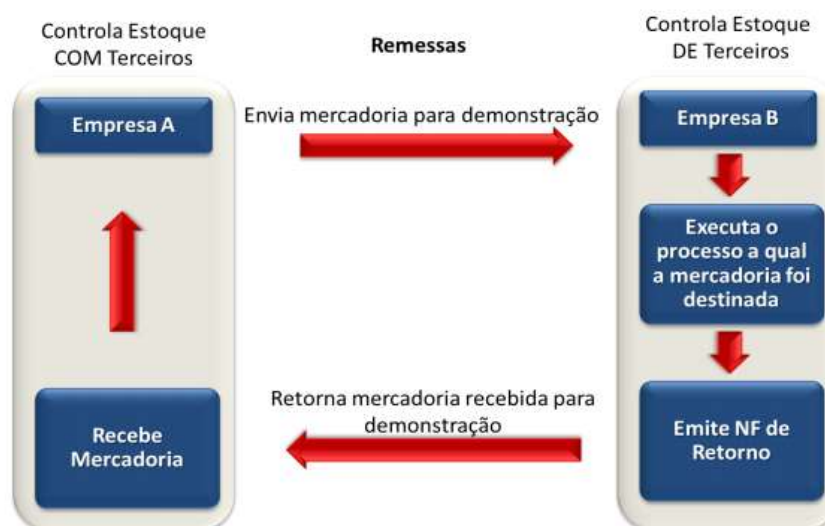 Controla Estoque
COM Terceiros
Remessas
Controla Estoque
DE Terceiros
Empresa A
Envia mercadoria para demonstração
Empresa B
Executa o
processo a qual
a mercadoria foi
destinada
Retorna mercadoria recebida para
demonstração
Emite NF de
Retorno
Recebe
Mercadoria